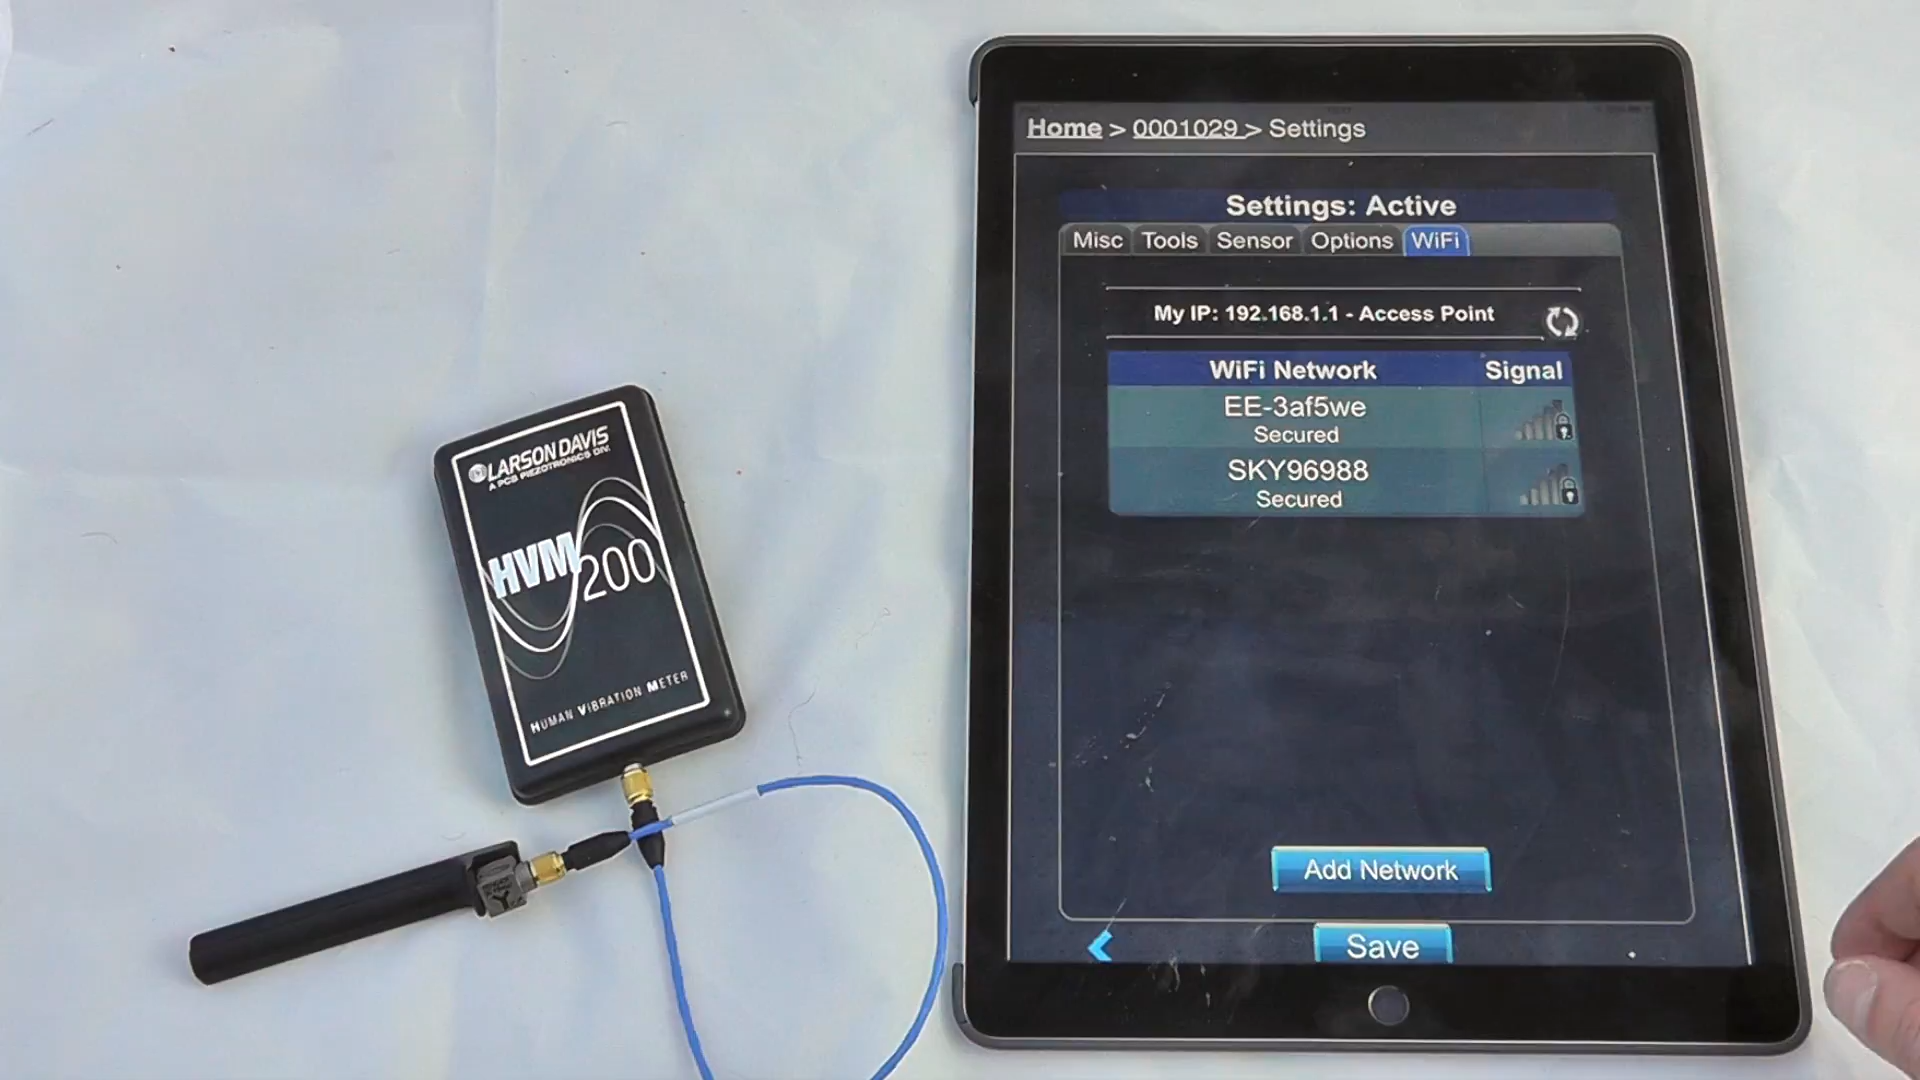 LARSON DAVIS
A PCB PIEZOTRONICS DIV.
HVM200
HUMAN VIBRATION METER
Y
Home > 0001029 > Settings
Settings: Active
Misc Tools Sensor Options WiFi
My IP: 192.168.1.1 - Access Point
WiFi Network Signal
EE-3af5we
Secured
SKY96988
Secured
Add Network
Save